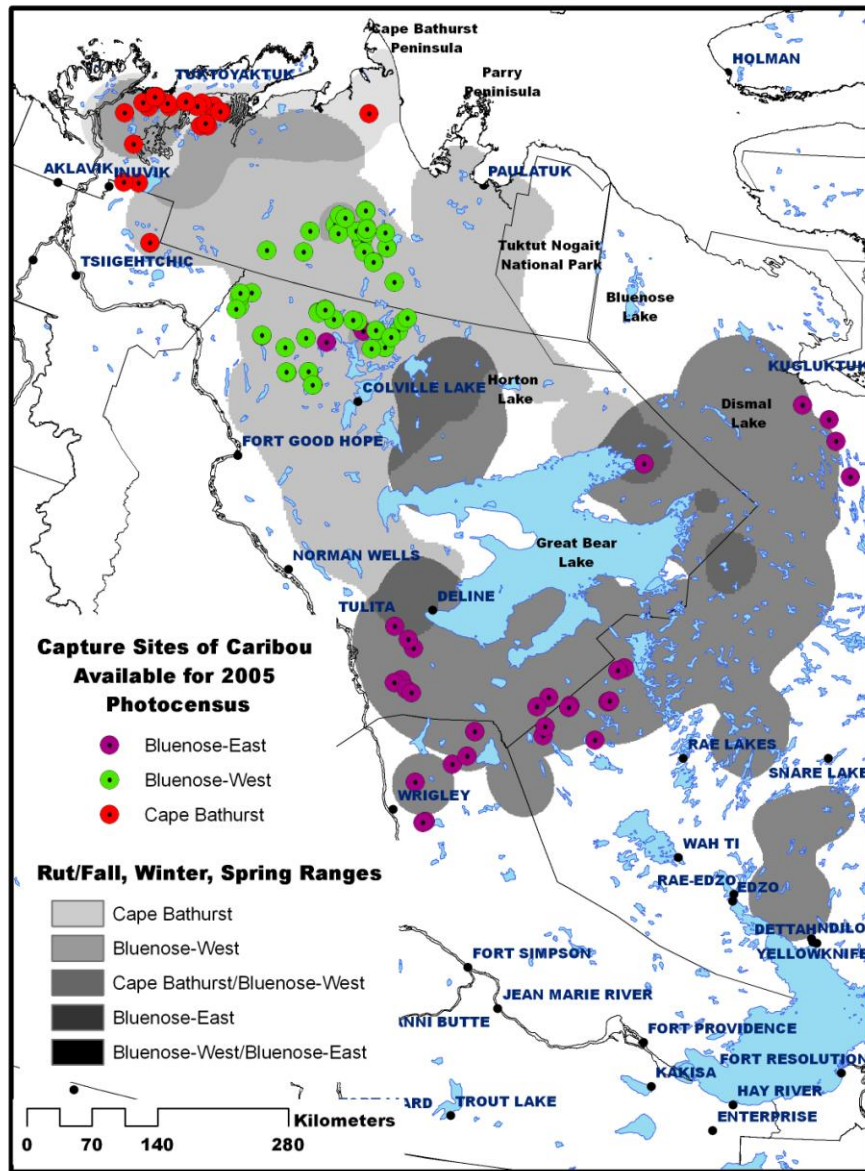 Cape Bathurst
Peninsula
HOLMAN
TUKTOYAKTUK
Parry
Peninisula
AKLAVIK
INUVIK
PAULATUK
TSIIGEHTCHIC
Tuktut Nogait
National Park
Bluenose
Lake
KUGLUKTUK
Horton
Lake
COLVILLE LAKE
Dismal
Lake
FORT GOOD HOPE
Great Bear
Lake
NORMAN WELLS
TULITA
DELINE
Capture Sites of Caribou
Available for 2005
Photocensus
Bluenose-East
Bluenose-West
Cape Bathurst
RAE LAKES
SNARE LAKE
WRIGLEY
WAH TI
Rut/Fall, Winter, Spring Ranges
Cape Bathurst
Bluenose-West
Cape Bathurst/Bluenose-West
Bluenose-East
Bluenose-West/Bluenose-East
RAE-EDZO
EDZO
DETTAH
NDILO
YELLOWKNIFE
FORT SIMPSON
JEAN MARIE RIVER
ANNI BUTTE
FORT PROVIDENCE
FORT RESOLUTION
KAKISA
HAY RIVER
ARD
TROUT LAKE
ENTERPRISE
Kilometers
0 70 140 280